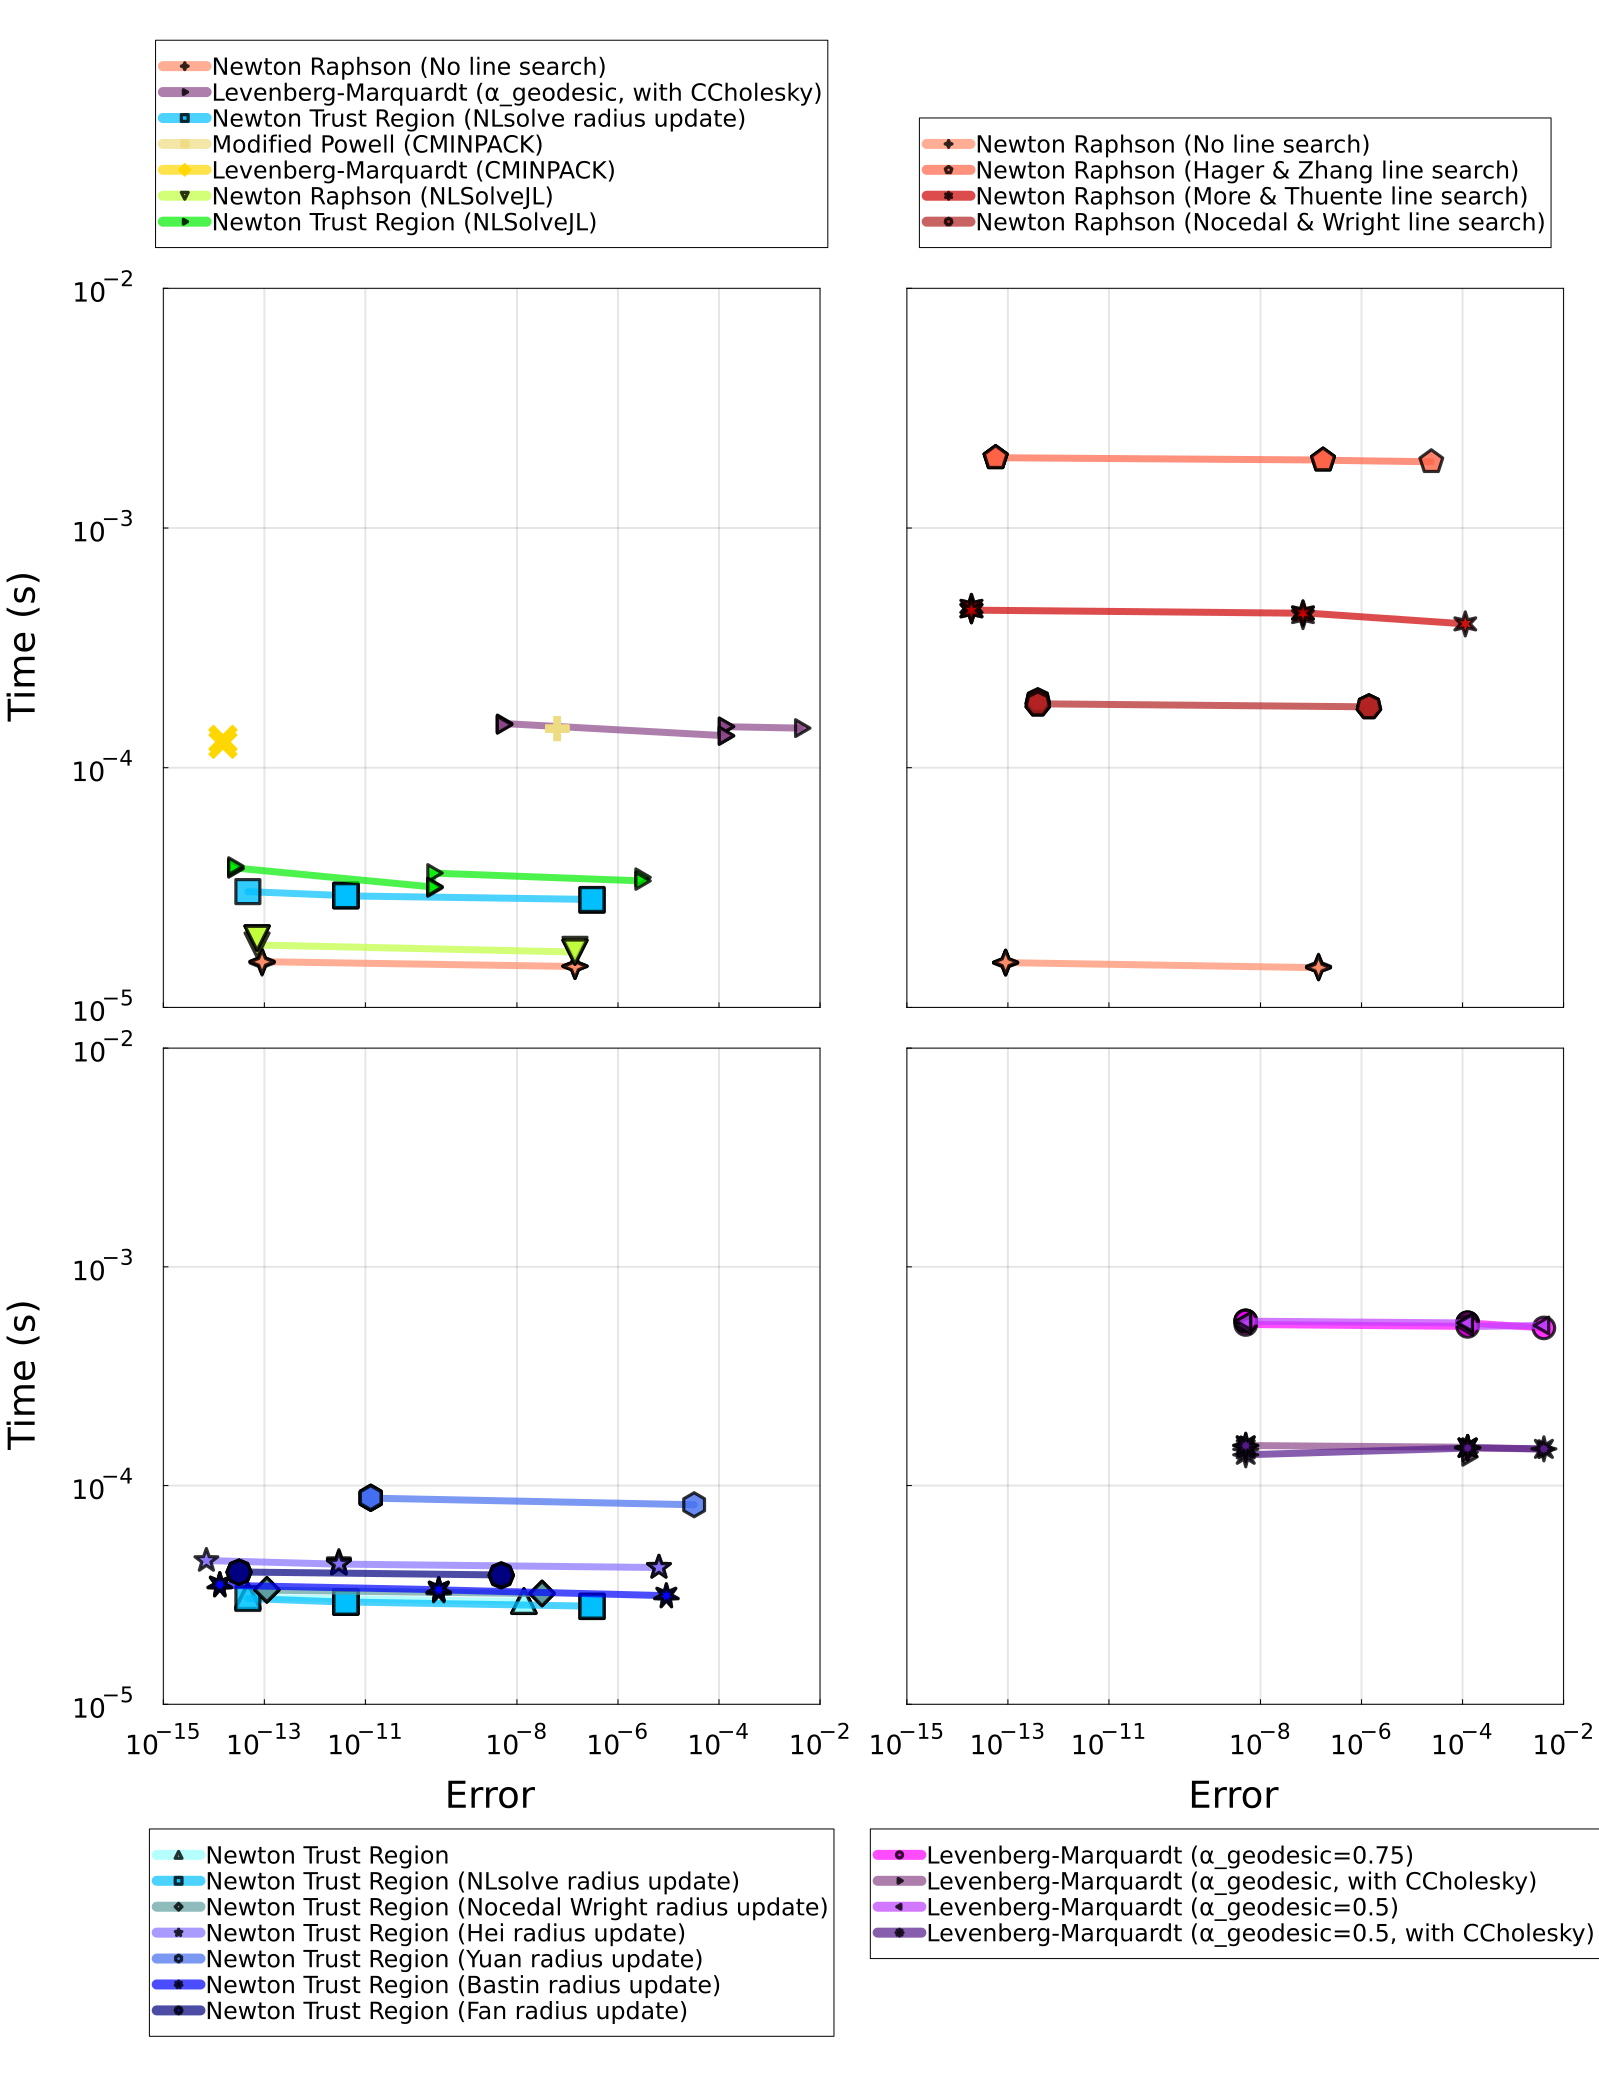 Newton Raphson (No line search)
Levenberg-Marquardt (α_geodesic, with CCholesky)
Newton Trust Region (NLsolve radius update)
Modified Powell (CMINPACK)
Levenberg-Marquardt (CMINPACK)
Newton Raphson (NLSolveJL)
Newton Trust Region (NLSolveJL)
Newton Raphson (No line search)
Newton Raphson (Hager & Zhang line search)
Newton Raphson (More & Thuente line search)
Newton Raphson (Nocedal & Wright line search)
10⁻²
10⁻³
10⁻⁴
10⁻⁵
Time (s)
10⁻²
10⁻³
10⁻⁴
10⁻⁵
Time (s)
10⁻¹⁵ 10⁻¹³ 10⁻¹¹ 10⁻⁸ 10⁻⁶ 10⁻⁴ 10⁻²
Error
10⁻¹⁵ 10⁻¹³ 10⁻¹¹ 10⁻⁸ 10⁻⁶ 10⁻⁴ 10⁻²
Error
Newton Trust Region
Newton Trust Region (NLsolve radius update)
Newton Trust Region (Nocedal Wright radius update)
Newton Trust Region (Hei radius update)
Newton Trust Region (Yuan radius update)
Newton Trust Region (Bastin radius update)
Newton Trust Region (Fan radius update)
Levenberg-Marquardt (α_geodesic=0.75)
Levenberg-Marquardt (α_geodesic, with CCholesky)
Levenberg-Marquardt (α_geodesic=0.5)
Levenberg-Marquardt (α_geodesic=0.5, with CCholesky)